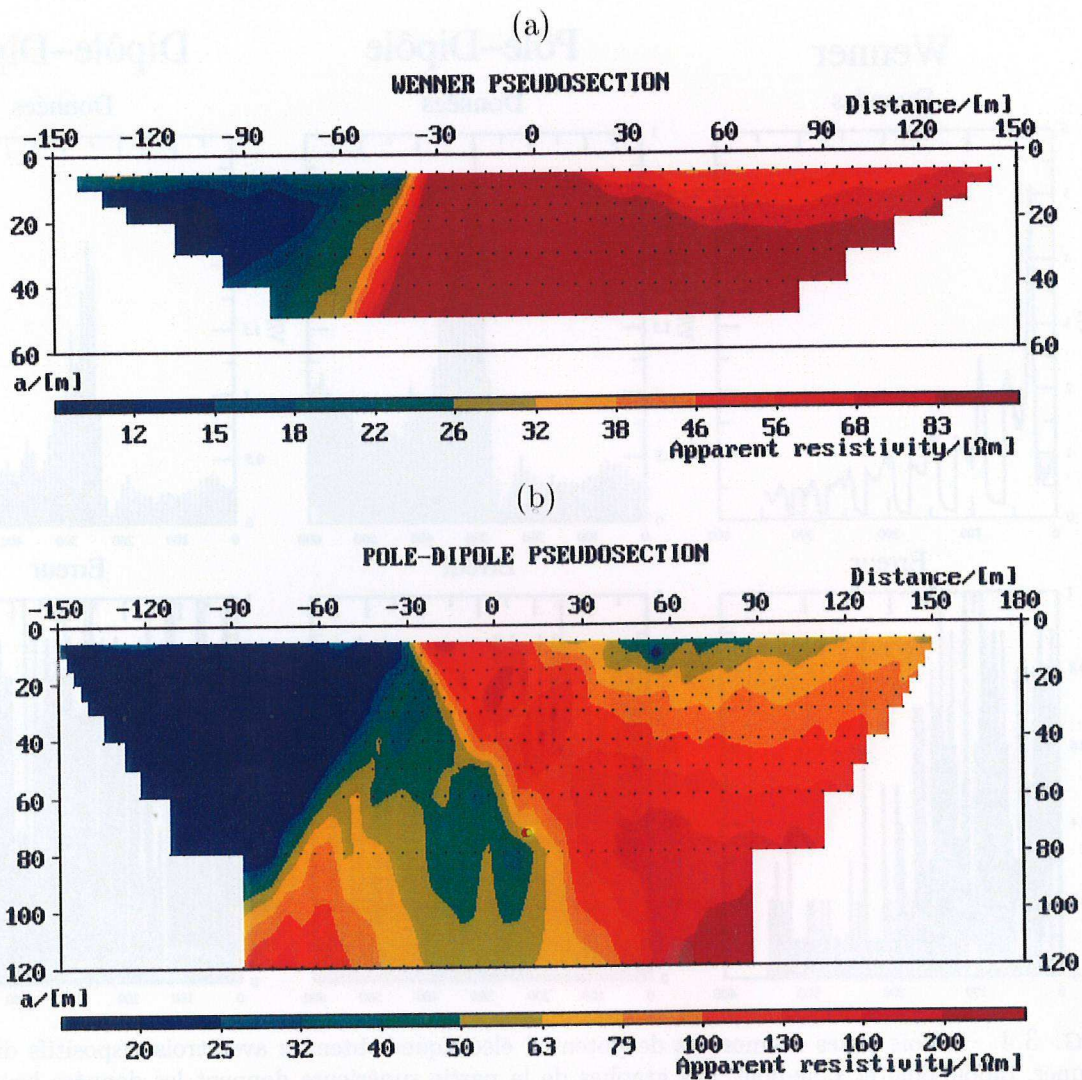 (a)
WENNER PSEUDOSECTION
Distance/[m]
-150 -120 -90 -60 -30 0 30 60 90 120 150
0 0
20 20
40 40
60 60
a/[m]
12 15 18 22 26 32 38 46 56 68 83
Apparent resistivity/[Ωm]
(b)
POLE-DIPOLE PSEUDOSECTION
Distance/[m]
-150 -120 -90 -60 -30 0 30 60 90 120 150 180
0 0
20 20
40 40
60 60
80 80
100 100
120 120
a/[m]
20 25 32 40 50 63 79 100 130 160 200
Apparent resistivity/[Ωm]